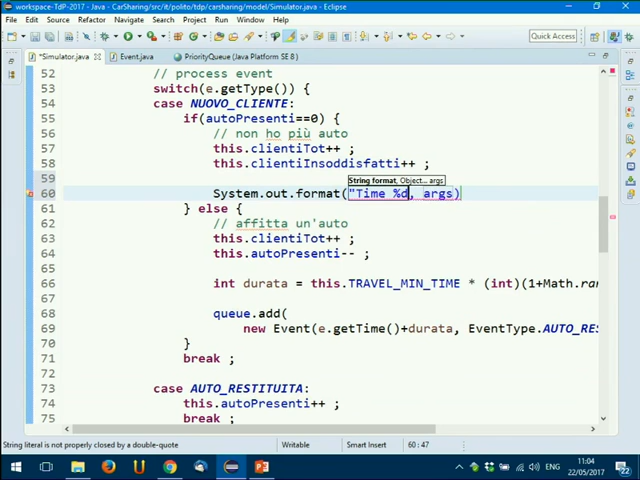 workspace-TdP-2017 - Java - CarSharing/src/it/polito/tdp/carsharing/model/Simulator.java - Eclipse
File Edit Source Refactor Navigate Search Project Run Window Help
Quick Access
*Simulator.java Event.java PriorityQueue (Java Platform SE 8 )
52 // process event
53 switch(e.getType()) {
54 case NUOVO_CLIENTE:
55 if(autoPresenti==0) {
56 // non ho più auto
57 this.clientiTot++ ;
58 this.clientiInsoddisfatti++ ;
59 String format, Object... args
60 System.out.format("Time %d, args)
61 } else {
62 // affitta un'auto
63 this.clientiTot++ ;
64 this.autoPresenti-- ;
65
66 int durata = this.TRAVEL_MIN_TIME * (int)(1+Math.ran
67
68 queue.add(
69 new Event(e.getTime()+durata, EventType.AUTO_RES
70 }
71 break ;
72
73 case AUTO_RESTITUITA:
74 this.autoPresenti++ ;
75 break ;
String literal is not properly closed by a double-quote Writable Smart Insert 60 : 47
ENG 11:04
22/05/2017 22